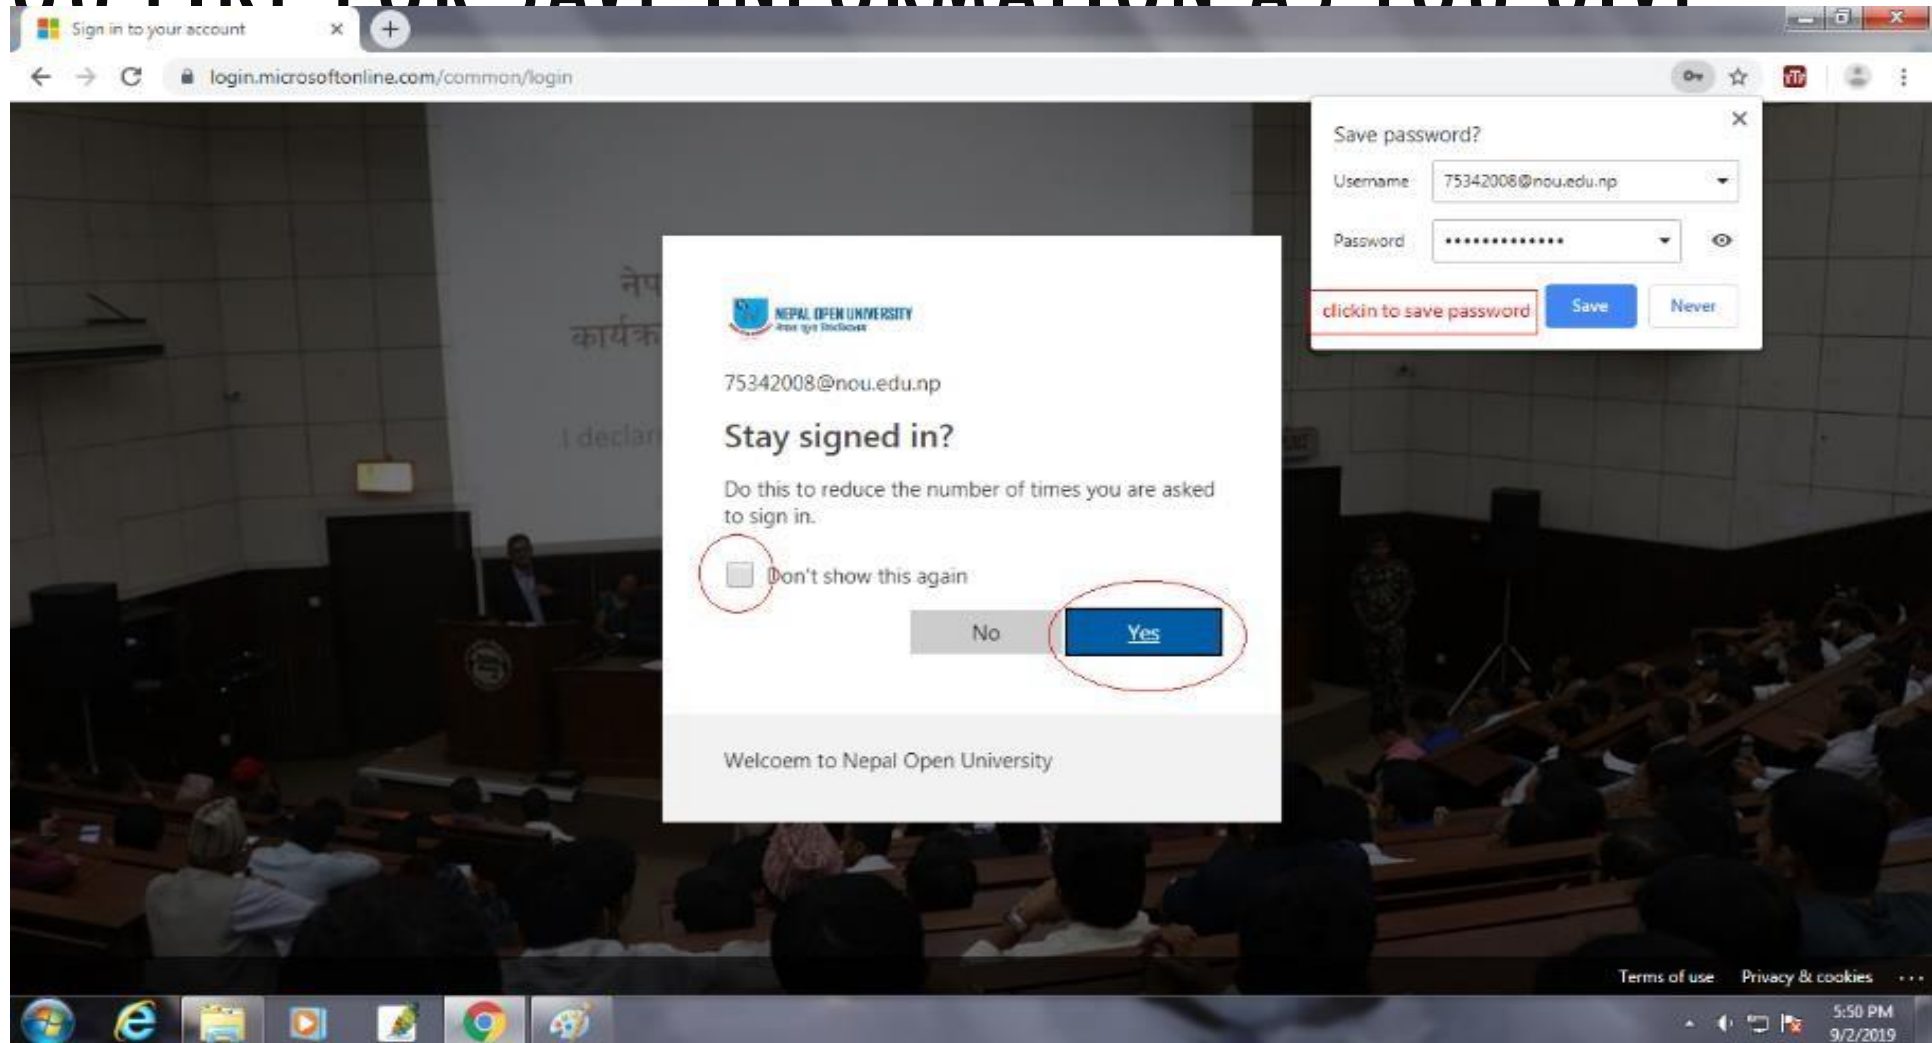 Sign in to your account
login.microsoftonline.com/common/login
Save password?
Username 75342008@nou.edu.np
Password •••••••••••••
clickin to save password Save Never
नेप
कार्यक्र
I declar
NEPAL OPEN UNIVERSITY
75342008@nou.edu.np
Stay signed in?
Do this to reduce the number of times you are asked
to sign in.
Don't show this again
No Yes
Welcoem to Nepal Open University
Terms of use Privacy & cookies ...
5:50 PM
9/2/2019